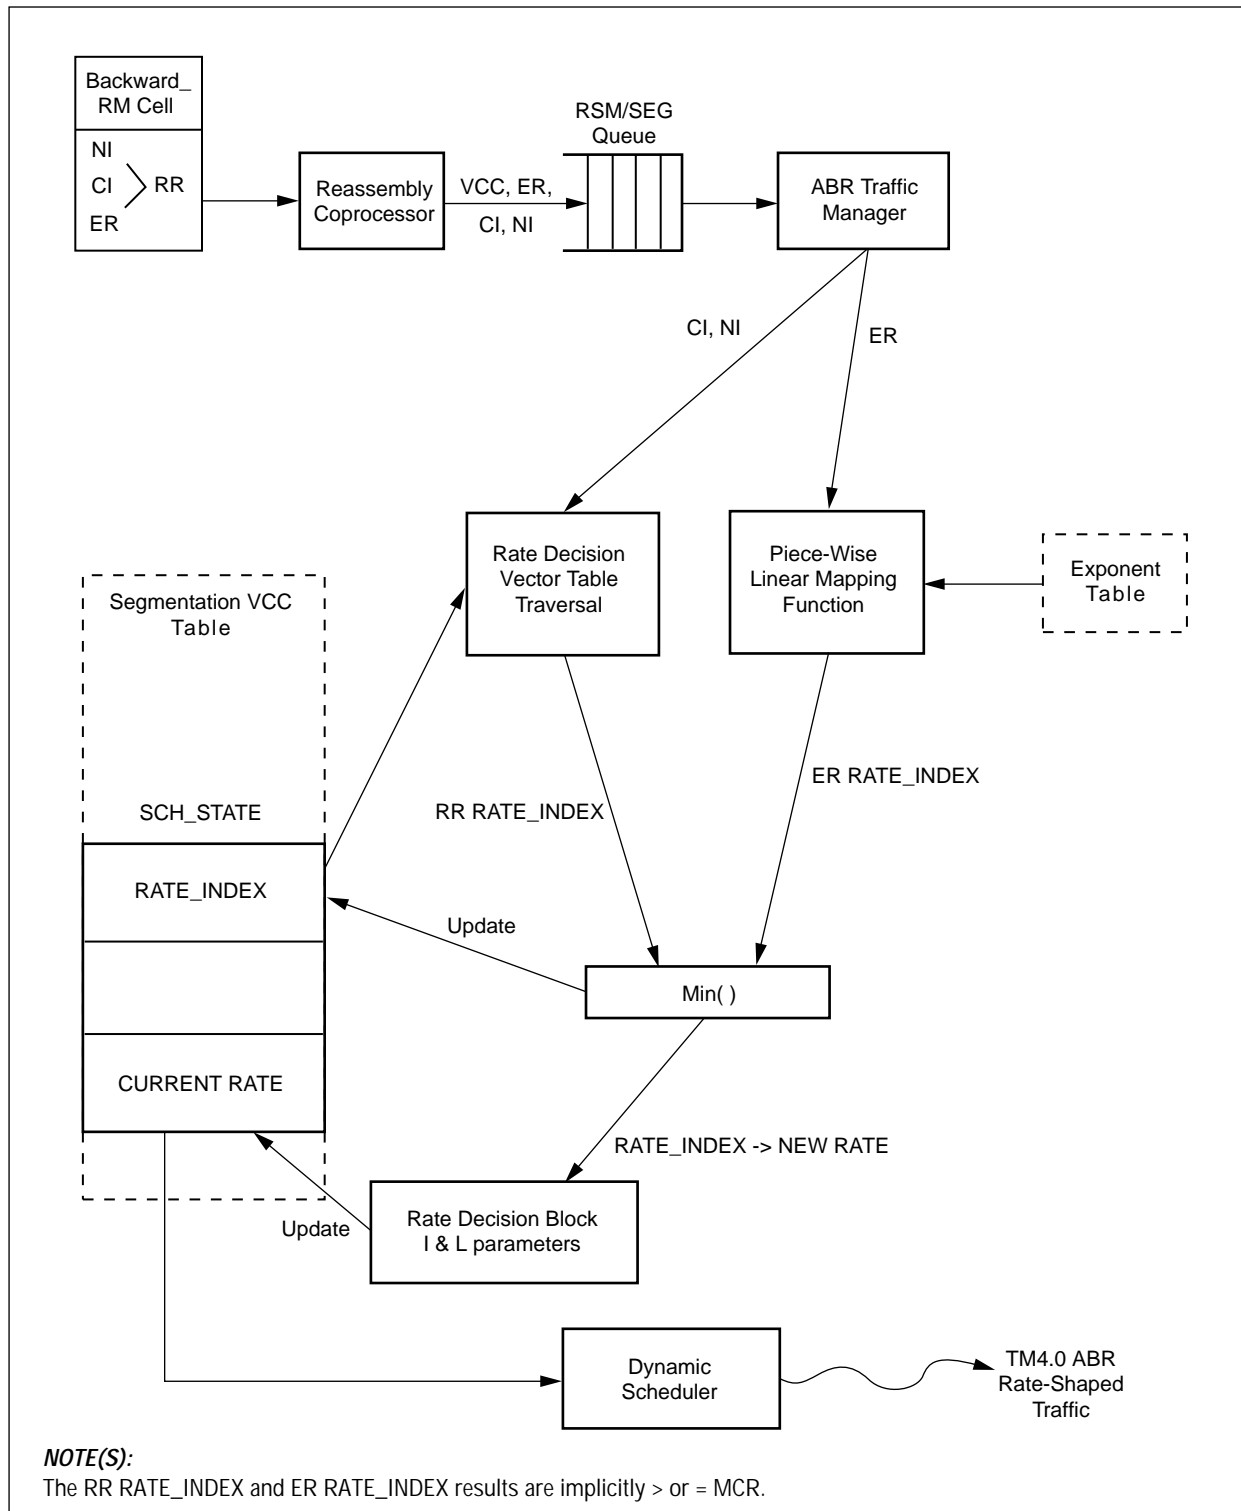 Backward_
RM Cell
NI
CI
RR
ER
Reassembly
Coprocessor
VCC, ER,
CI, NI
RSM/SEG
Queue
ABR Traffic
Manager
CI, NI
ER
Rate Decision
Vector Table
Traversal
Piece-Wise
Linear Mapping
Function
Exponent
Table
Segmentation VCC
Table
SCH_STATE
RATE_INDEX
CURRENT RATE
RR RATE_INDEX
ER RATE_INDEX
Update
Min( )
RATE_INDEX -> NEW RATE
Update
Rate Decision Block
I & L parameters
Dynamic
Scheduler
TM4.0 ABR
Rate-Shaped
Traffic
NOTE(S):
The RR RATE_INDEX and ER RATE_INDEX results are implicitly > or = MCR.